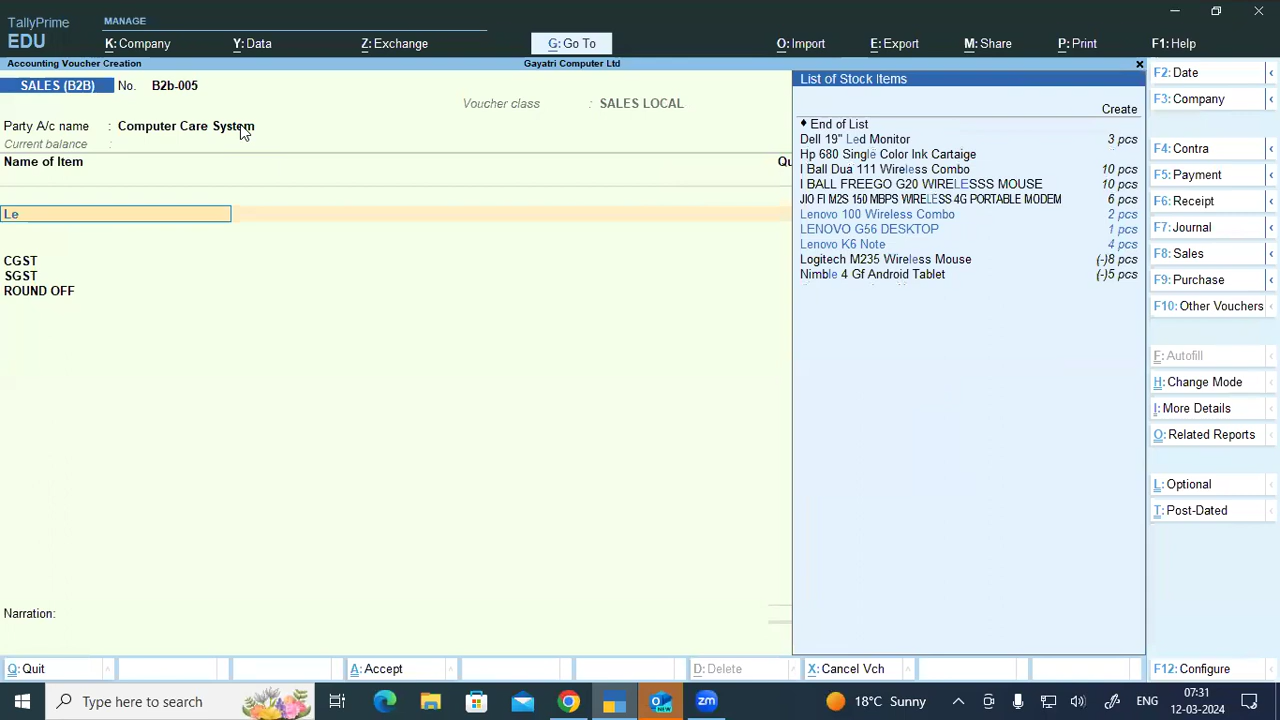 TallyPrime
EDU
MANAGE
K: Company
Y: Data
Z: Exchange
G: Go To
O: Import
E: Export
M: Share
P: Print
F1: Help
Accounting Voucher Creation
Gayatri Computer Ltd
SALES (B2B)
No. B2b-005
Voucher class : SALES LOCAL
Party A/c name : Computer Care System
Current balance :
Name of Item
Qu
Le
CGST
SGST
ROUND OFF
Narration:
List of Stock Items
Create
♦ End of List
Dell 19" Led Monitor 3 pcs
Hp 680 Single Color Ink Cartaige
I Ball Dua 111 Wireless Combo 10 pcs
I BALL FREEGO G20 WIRELESSS MOUSE 10 pcs
JIO FI M2S 150 MBPS WIRELESS 4G PORTABLE MODEM 6 pcs
Lenovo 100 Wireless Combo 2 pcs
LENOVO G56 DESKTOP 1 pcs
Lenovo K6 Note 4 pcs
Logitech M235 Wireless Mouse (-)8 pcs
Nimble 4 Gf Android Tablet (-)5 pcs
F2: Date
F3: Company
F4: Contra
F5: Payment
F6: Receipt
F7: Journal
F8: Sales
F9: Purchase
F10: Other Vouchers
F: Autofill
H: Change Mode
I: More Details
O: Related Reports
L: Optional
T: Post-Dated
Q: Quit
A: Accept
D: Delete
X: Cancel Vch
F12: Configure
Type here to search
NEW
18°C Sunny
ENG
07:31
12-03-2024